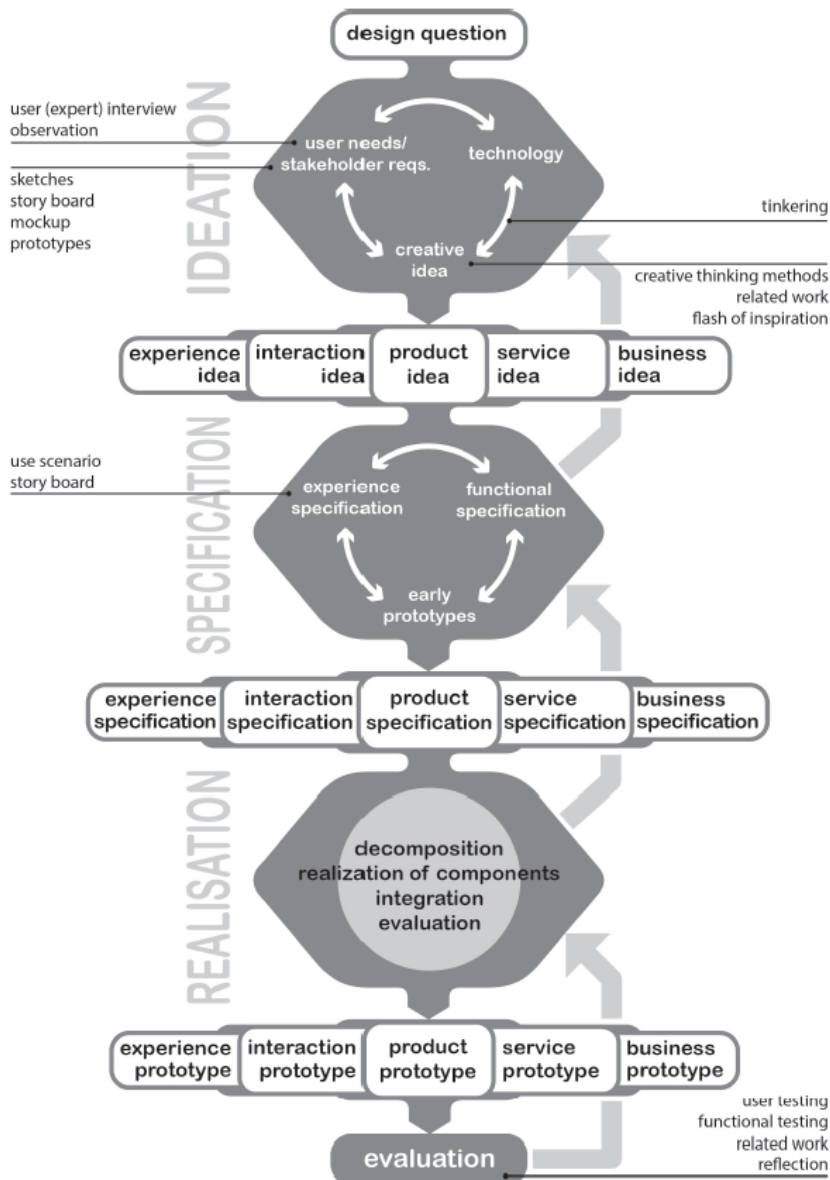 design question
IDEATION
user (expert) interview
observation
user needs/
stakeholder reqs.
technology
sketches
story board
mockup
prototypes
tinkering
creative
idea
creative thinking methods
related work
flash of inspiration
experience
idea
interaction
idea
product
idea
service
idea
business
idea
SPECIFICATION
use scenario
story board
experience
specification
functional
specification
early
prototypes
experience
specification
interaction
specification
product
specification
service
specification
business
specification
REALISATION
decomposition
realization of components
integration
evaluation
experience
prototype
interaction
prototype
product
prototype
service
prototype
business
prototype
user testing
functional testing
related work
reflection
evaluation